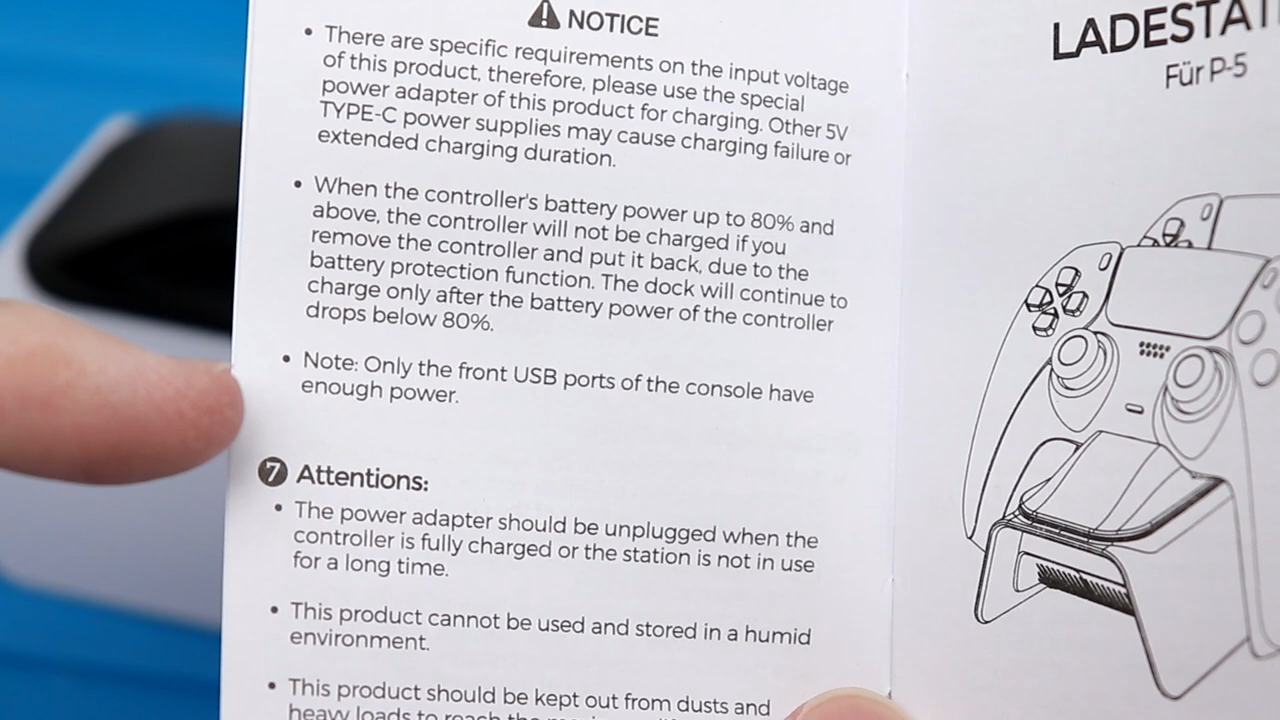 NOTICE
• There are specific requirements on the input voltage
of this product, therefore, please use the special
power adapter of this product for charging. Other 5V
TYPE-C power supplies may cause charging failure or
extended charging duration.
• When the controller's battery power up to 80% and
above, the controller will not be charged if you
remove the controller and put it back, due to the
battery protection function. The dock will continue to
charge only after the battery power of the controller
drops below 80%.
• Note: Only the front USB ports of the console have
enough power.
7 Attentions:
• The power adapter should be unplugged when the
controller is fully charged or the station is not in use
for a long time.
• This product cannot be used and stored in a humid
environment.
• This product should be kept out from dusts and
heavy loads to reach the
LADESTATI
Für P-5